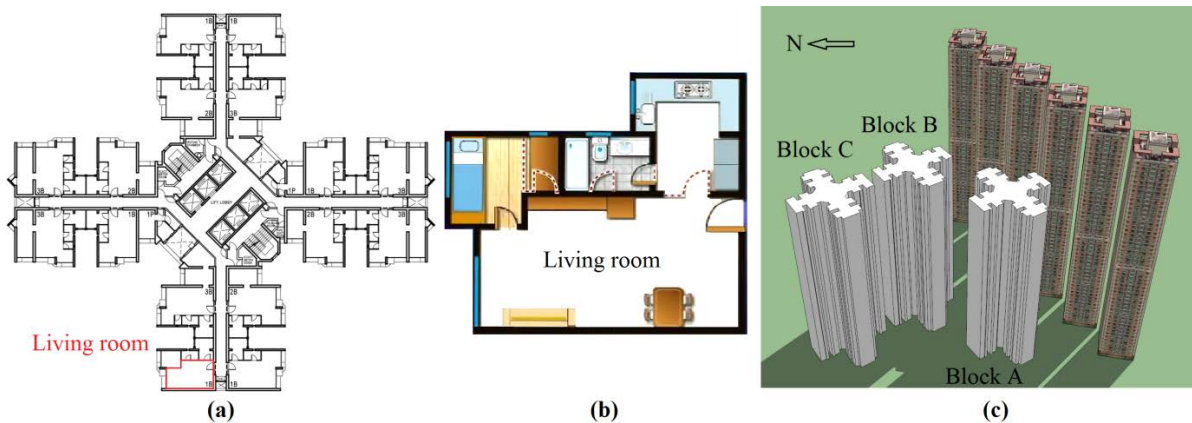 1B 1B
2B 3B
3B 2B 1P 2B 3B
LIFT LOBBY
3B 1B 1P 1B 3B
3B 2B
Living room
1B 1B
(a)
Living room
(b)
N
Block B
Block C
Block A
(c)